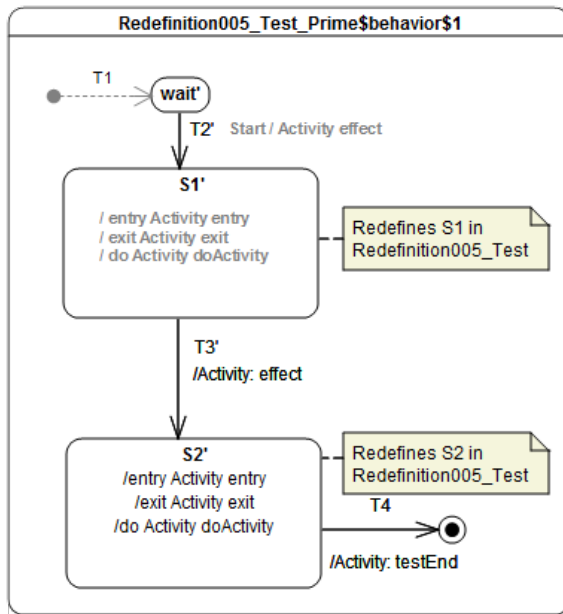 Redefinition005_Test_Prime$behavior$1
T1
wait'
T2'
Start / Activity effect
S1'
/ entry Activity entry
/ exit Activity exit
/ do Activity doActivity
Redefines S1 in
Redefinition005_Test
T3'
/Activity: effect
S2'
/entry Activity entry
/exit Activity exit
/do Activity doActivity
Redefines S2 in
Redefinition005_Test
T4
/Activity: testEnd